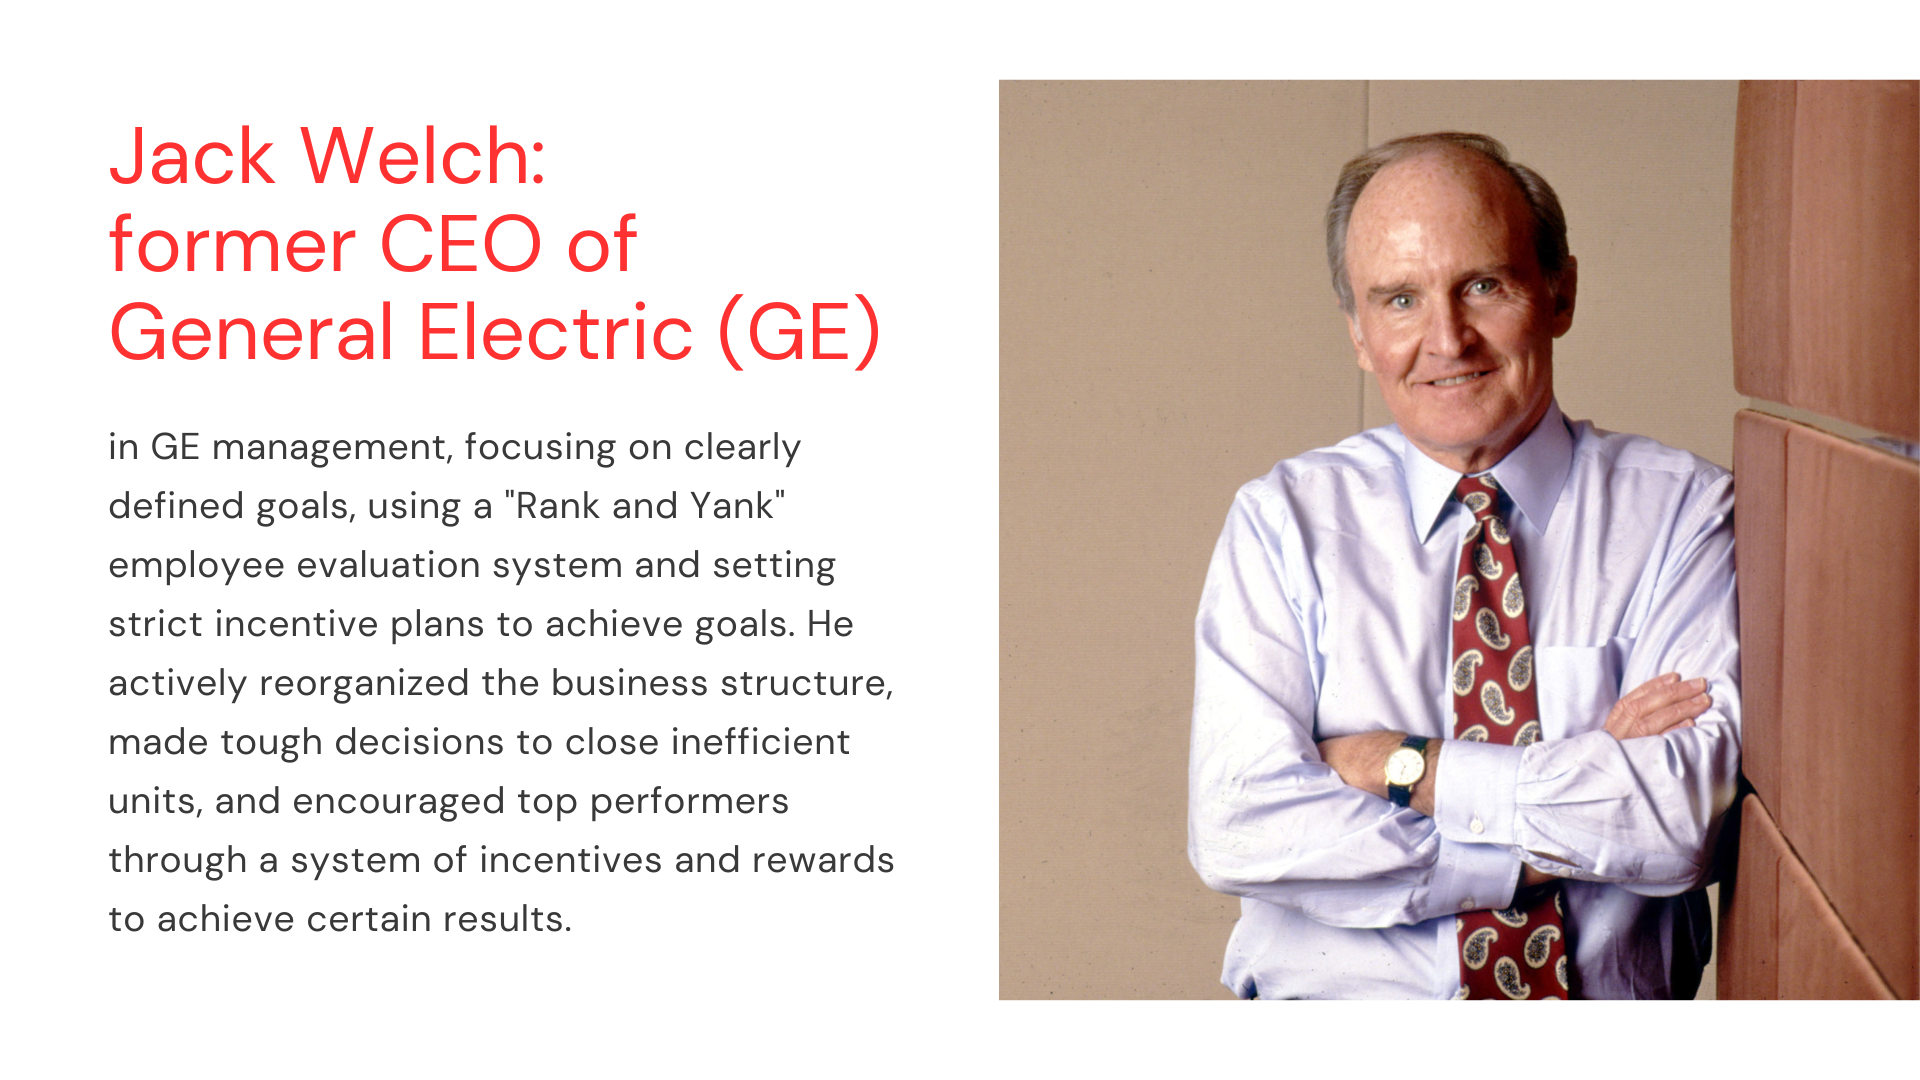 Jack Welch:
former CEO of
General Electric (GE)
in GE management, focusing on clearly
defined goals, using a "Rank and Yank"
employee evaluation system and setting
strict incentive plans to achieve goals. He
actively reorganized the business structure,
made tough decisions to close inefficient
units, and encouraged top performers
through a system of incentives and rewards
to achieve certain results.